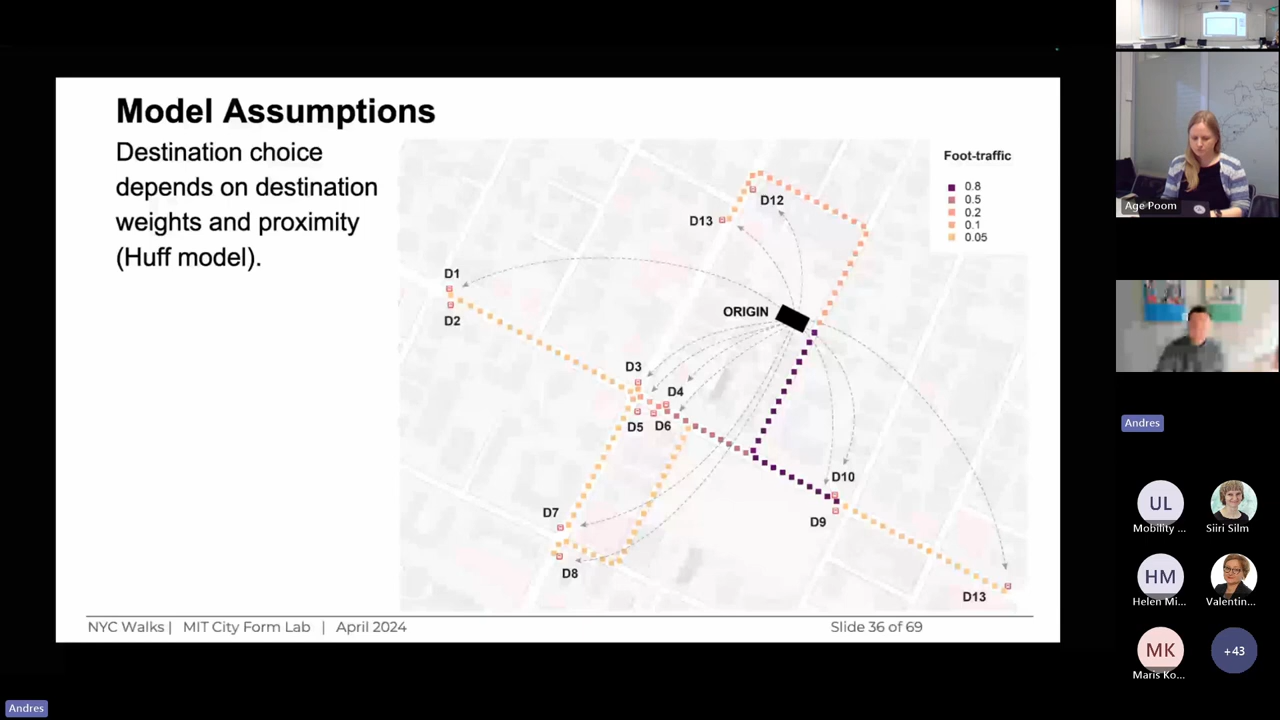 Model Assumptions
Destination choice
depends on destination
weights and proximity
(Huff model).
Foot-traffic
0.8
0.5
0.2
0.1
0.05
D12
D13
D1
D2
ORIGIN
D3
D4
D5
D6
D10
D9
D7
D8
D13
NYC Walks | MIT City Form Lab | April 2024
Slide 36 of 69
Age Poom
Andres
UL
Mobility ...
Siiri Silm
HM
Helen Mi...
Valentin...
MK
Maris Ko...
+43
Andres